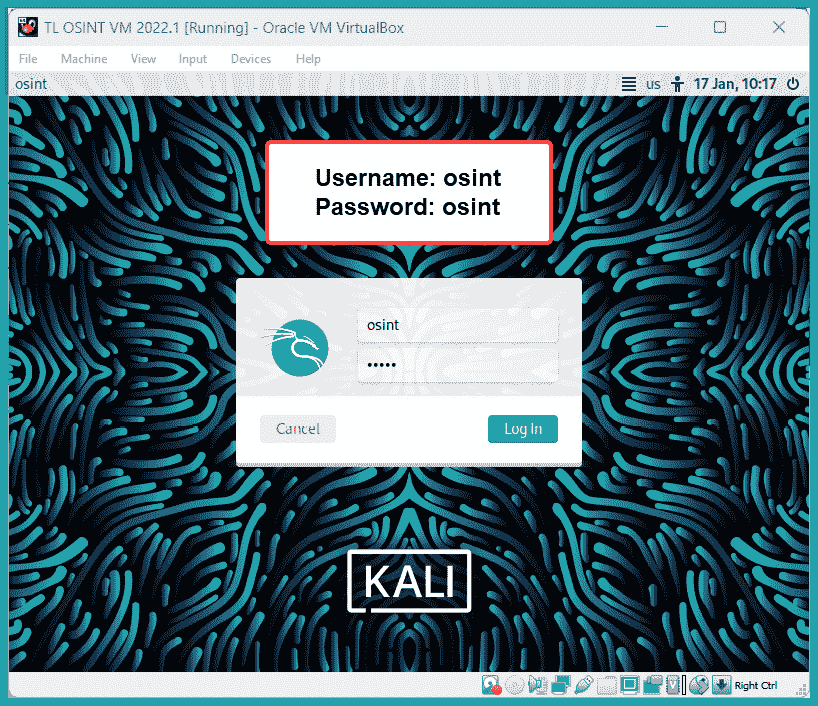 TL OSINT VM 2022.1 [Running] - Oracle VM VirtualBox
File Machine View Input Devices Help
osint us 17 Jan, 10:17
Username: osint
Password: osint
osint
•••••
Cancel Log In
KALI
Right Ctrl